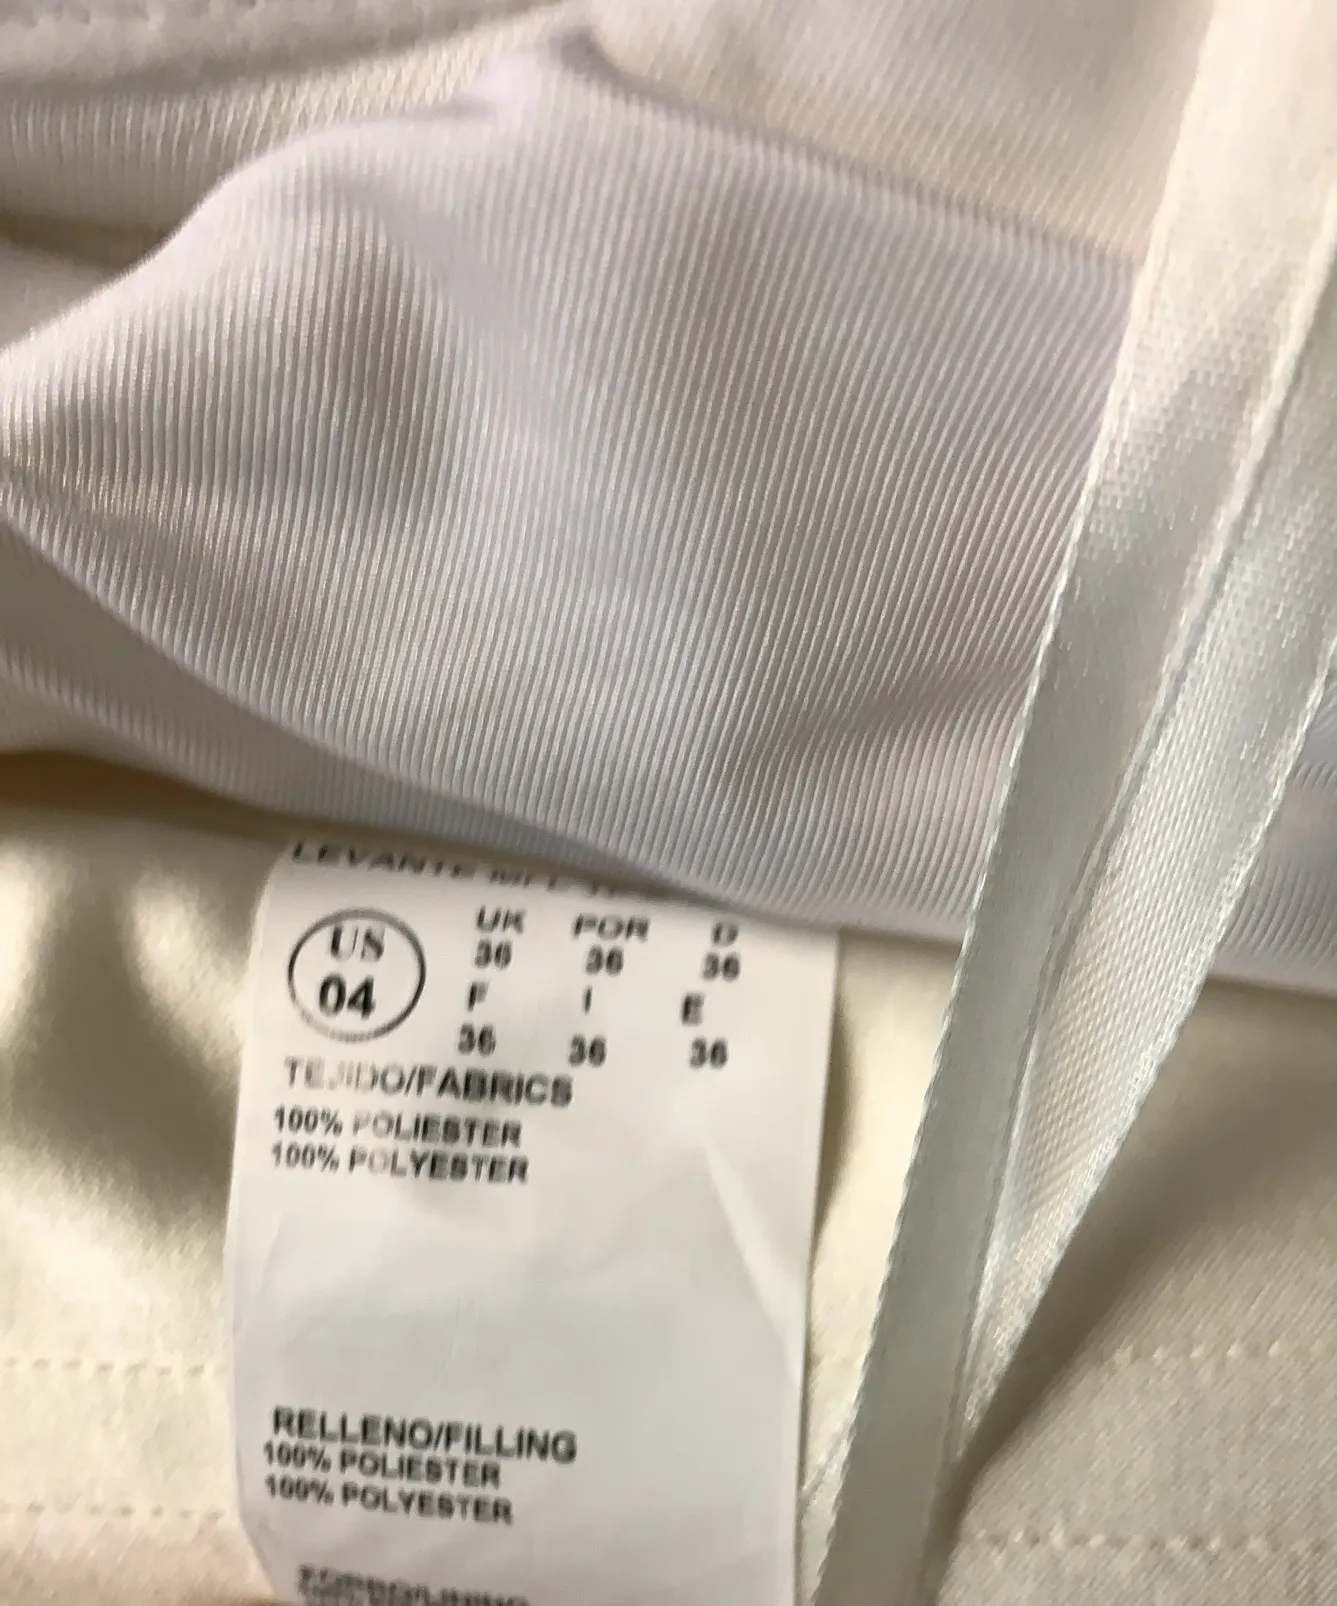 LEVANTE
US UK POR D
04 36 36 36
F I E
36 36 36
TEJIDO/FABRICS
100% POLIESTER
100% POLYESTER
RELLENO/FILLING
100% POLIESTER
100% POLYESTER